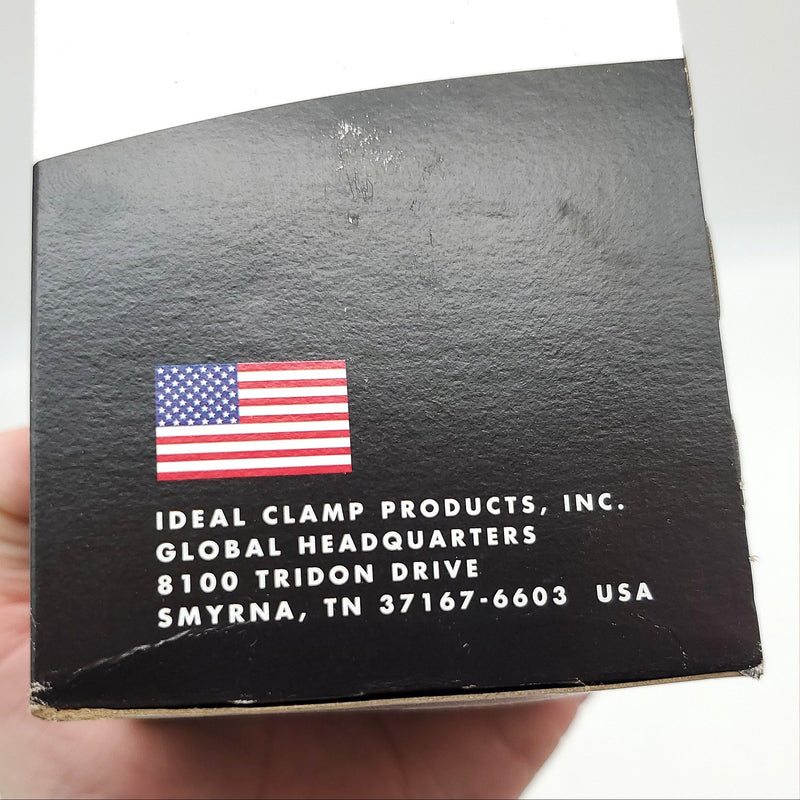 IDEAL CLAMP PRODUCTS, INC.
GLOBAL HEADQUARTERS
8100 TRIDON DRIVE
SMYRNA, TN 37167-6603 USA